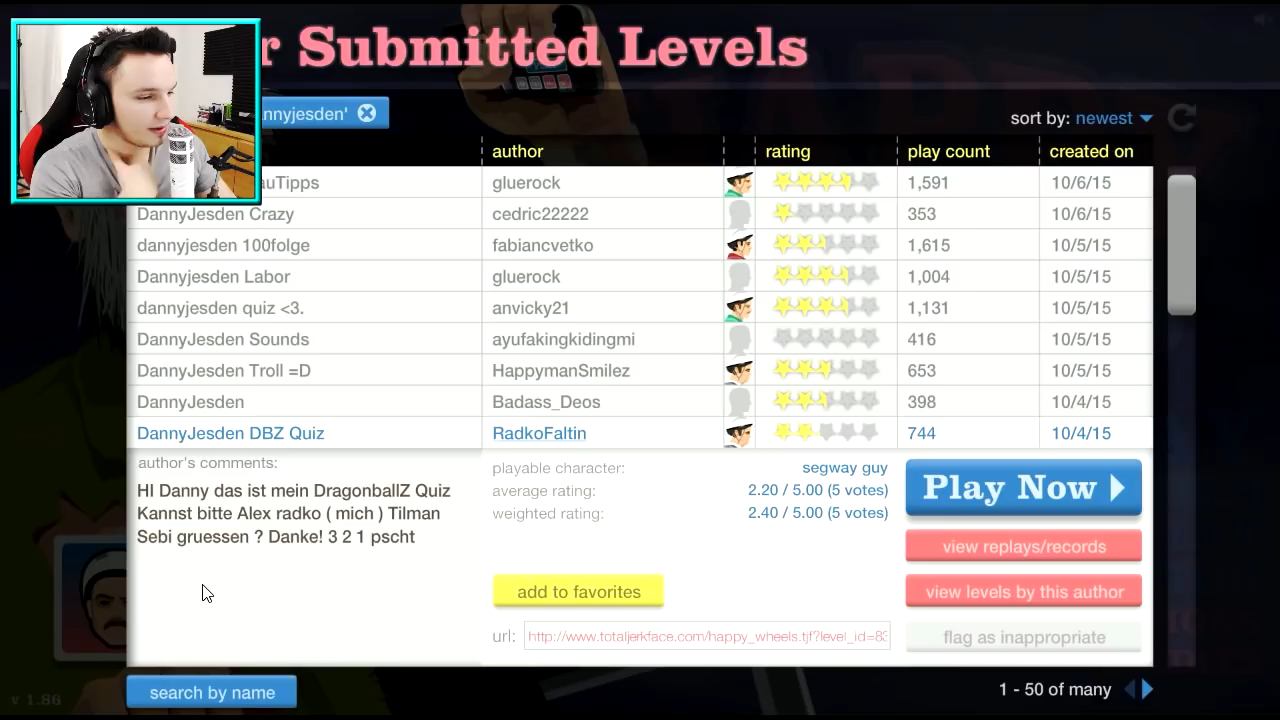 r Submitted Levels
annyjesden'
sort by: newest
author rating play count created on
auTipps gluerock 1,591 10/6/15
DannyJesden Crazy cedric22222 353 10/6/15
dannyjesden 100folge fabiancvetko 1,615 10/5/15
Dannyjesden Labor gluerock 1,004 10/5/15
dannyjesden quiz <3. anvicky21 1,131 10/5/15
DannyJesden Sounds ayufakingkidingmi 416 10/5/15
DannyJesden Troll =D HappymanSmilez 653 10/5/15
DannyJesden Badass_Deos 398 10/4/15
DannyJesden DBZ Quiz RadkoFaltin 744 10/4/15
author's comments:
HI Danny das ist mein DragonballZ Quiz
Kannst bitte Alex radko ( mich ) Tilman
Sebi gruessen ? Danke! 3 2 1 pscht
playable character: segway guy
average rating: 2.20 / 5.00 (5 votes)
weighted rating: 2.40 / 5.00 (5 votes)
add to favorites
url: http://www.totaljerkface.com/happy_wheels.tjf?level_id=83
Play Now
view replays/records
view levels by this author
flag as inappropriate
v 1.86
search by name
1 - 50 of many